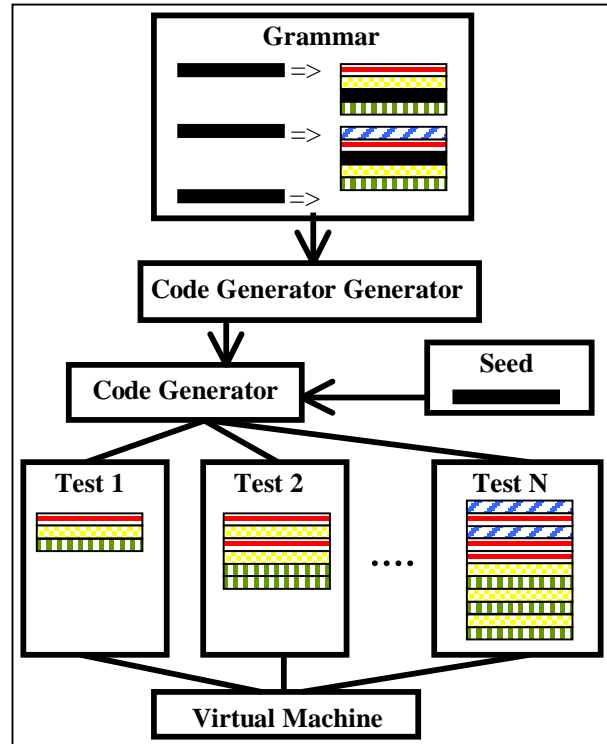 Grammar
=>
=>
=>
Code Generator Generator
Code Generator
Seed
Test 1
Test 2
....
Test N
Virtual Machine